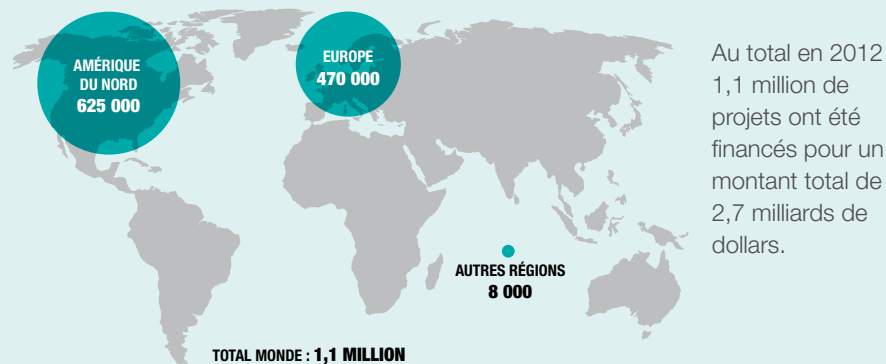 AMÉRIQUE
DU NORD
625 000
EUROPE
470 000
AUTRES RÉGIONS
8 000
TOTAL MONDE : 1,1 MILLION
Au total en 2012
1,1 million de
projets ont été
financés pour un
montant total de
2,7 milliards de
dollars.